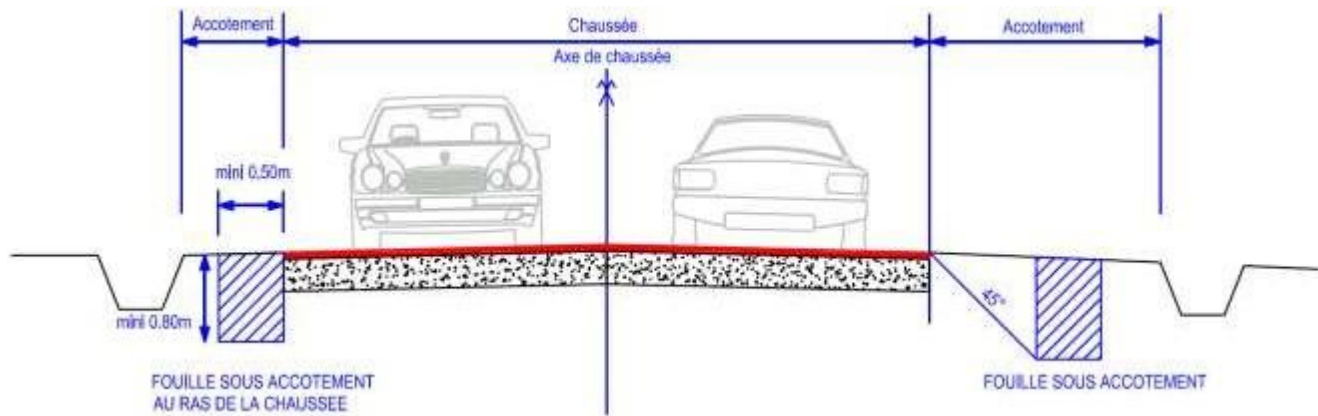 Accotement
Chaussée
Accotement
Axe de chaussée
mini 0,50m
mini 0.80m
45°
FOUILLE SOUS ACCOTEMENT
AU RAS DE LA CHAUSSEE
FOUILLE SOUS ACCOTEMENT